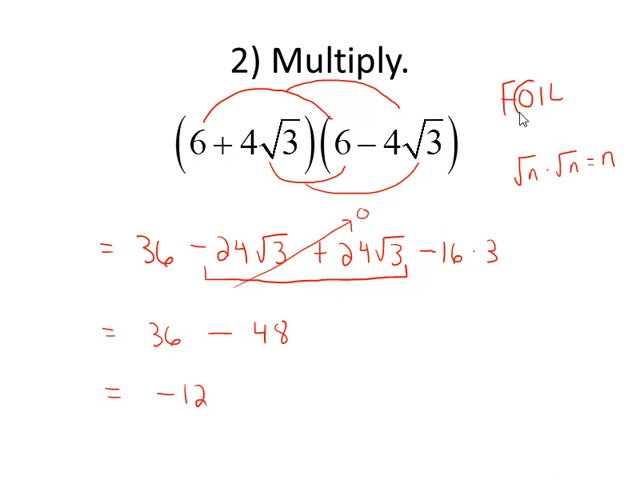 2) Multiply.
FOIL
(6 + 4√3)(6 − 4√3)
√n · √n = n
0
= 36 − 24√3 + 24√3 − 16 · 3
= 36 − 48
= −12